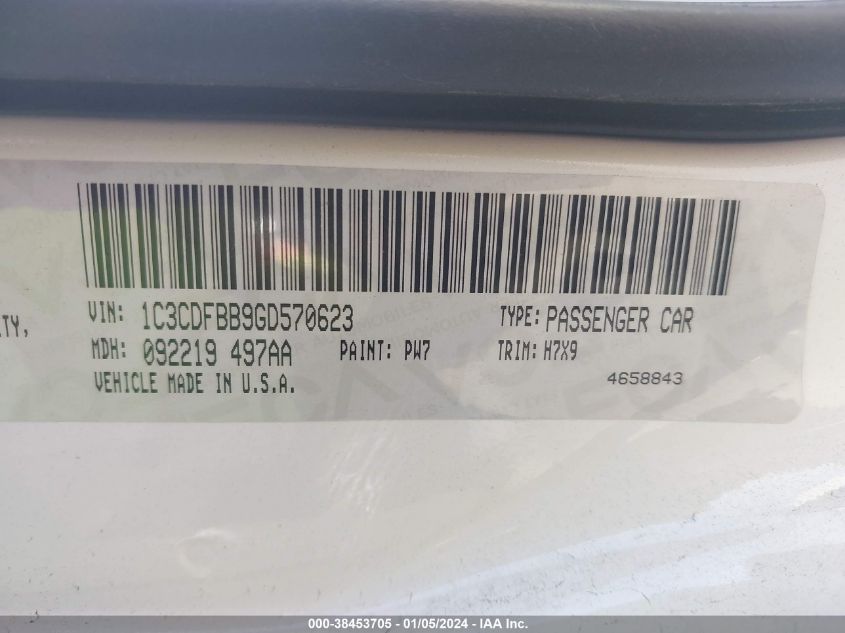 ITY,
VIN: 1C3CDFBB9GD570623 TYPE: PASSENGER CAR
MDH: 092219 497AA PAINT: PW7 TRIM: H7X9
VEHICLE MADE IN U.S.A. 4658843
000-38453705 - 01/05/2024 - IAA Inc.